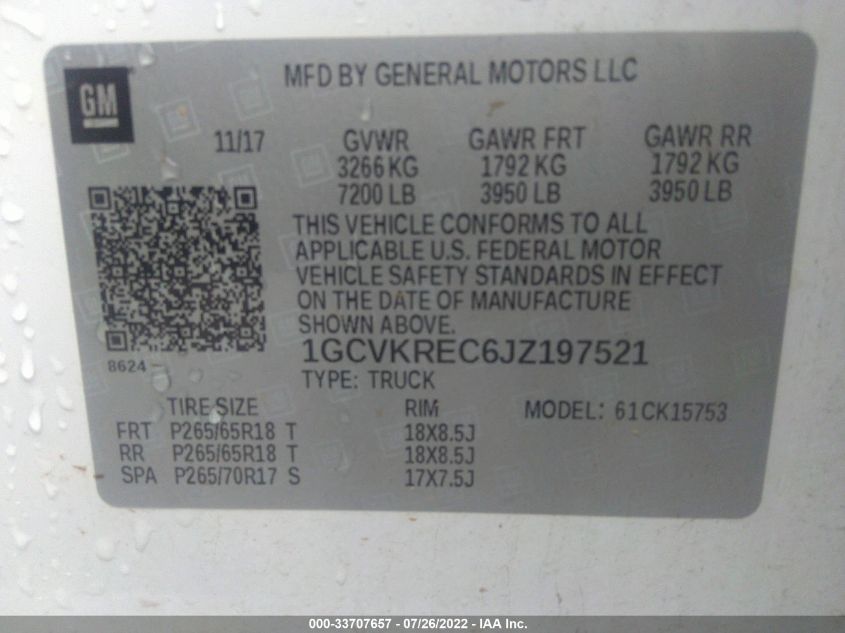 GM
MFD BY GENERAL MOTORS LLC
11/17 GVWR GAWR FRT GAWR RR
3266 KG 1792 KG 1792 KG
7200 LB 3950 LB 3950 LB
THIS VEHICLE CONFORMS TO ALL
APPLICABLE U.S. FEDERAL MOTOR
VEHICLE SAFETY STANDARDS IN EFFECT
ON THE DATE OF MANUFACTURE
SHOWN ABOVE.
1GCVKREC6JZ197521
8624
TYPE: TRUCK
TIRE SIZE RIM MODEL: 61CK15753
FRT P265/65R18 T 18X8.5J
RR P265/65R18 T 18X8.5J
SPA P265/70R17 S 17X7.5J
000-33707657 / 07/26/2022 - IAA Inc.